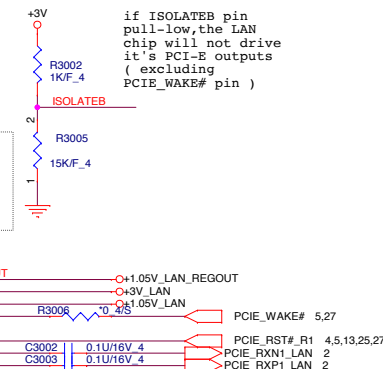 +3V
if ISOLATEB pin
pull-low,the LAN
chip will not drive
it's PCI-E outputs
( excluding
PCIE_WAKE# pin )
R3002
1K/F_4
ISOLATEB
2
R3005
15K/F_4
1
+1.05V_LAN_REGOUT
+3V_LAN
+1.05V_LAN
R3006 *0_4/S PCIE_WAKE# 5,27
PCIE_RST#_R1 4,5,13,25,27
C3002 0.1U/16V_4 PCIE_RXN1_LAN 2
C3003 0.1U/16V_4 PCIE_RXP1_LAN 2